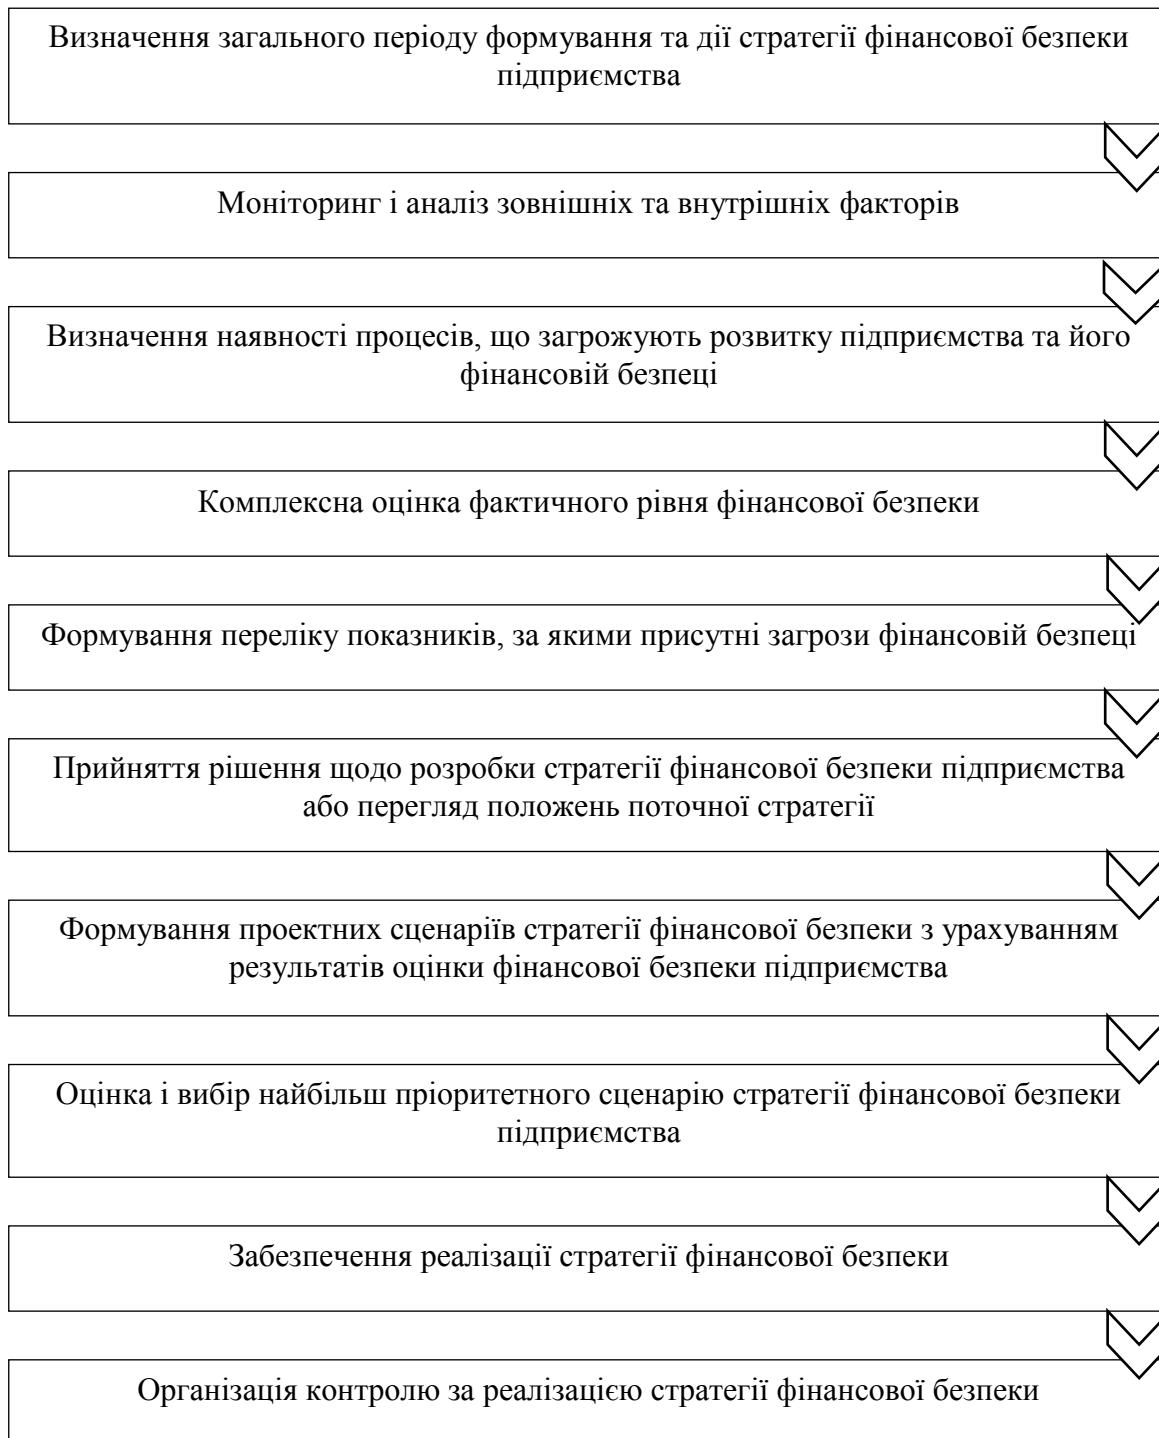 Визначення загального періоду формування та дії стратегії фінансової безпеки
підприємства
Моніторинг і аналіз зовнішніх та внутрішніх факторів
Визначення наявності процесів, що загрожують розвитку підприємства та його
фінансовій безпеці
Комплексна оцінка фактичного рівня фінансової безпеки
Формування переліку показників, за якими присутні загрози фінансовій безпеці
Прийняття рішення щодо розробки стратегії фінансової безпеки підприємства
або перегляд положень поточної стратегії
Формування проектних сценаріїв стратегії фінансової безпеки з урахуванням
результатів оцінки фінансової безпеки підприємства
Оцінка і вибір найбільш пріоритетного сценарію стратегії фінансової безпеки
підприємства
Забезпечення реалізації стратегії фінансової безпеки
Організація контролю за реалізацією стратегії фінансової безпеки